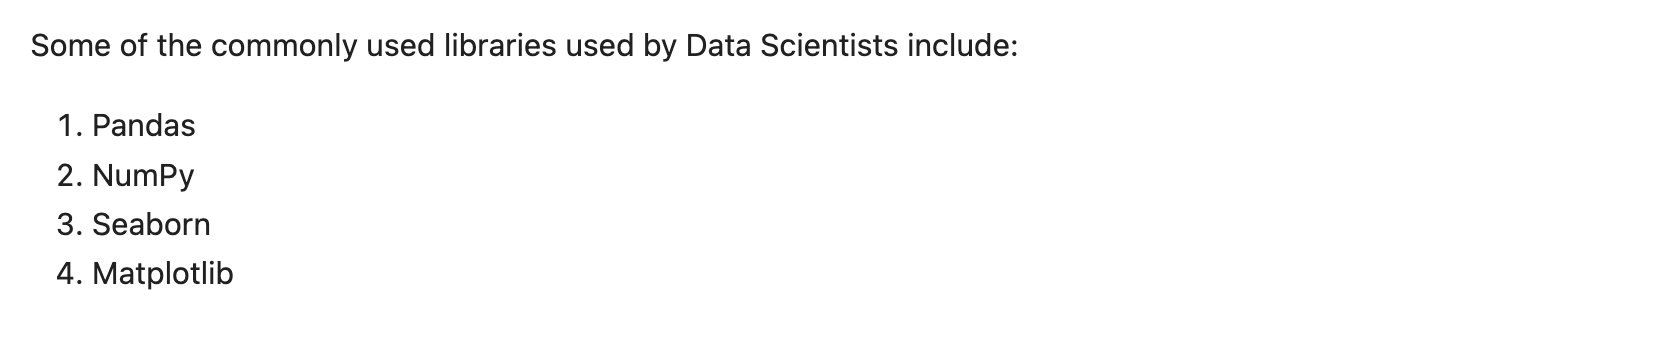 Some of the commonly used libraries used by Data Scientists include:
1. Pandas
2. NumPy
3. Seaborn
4. Matplotlib